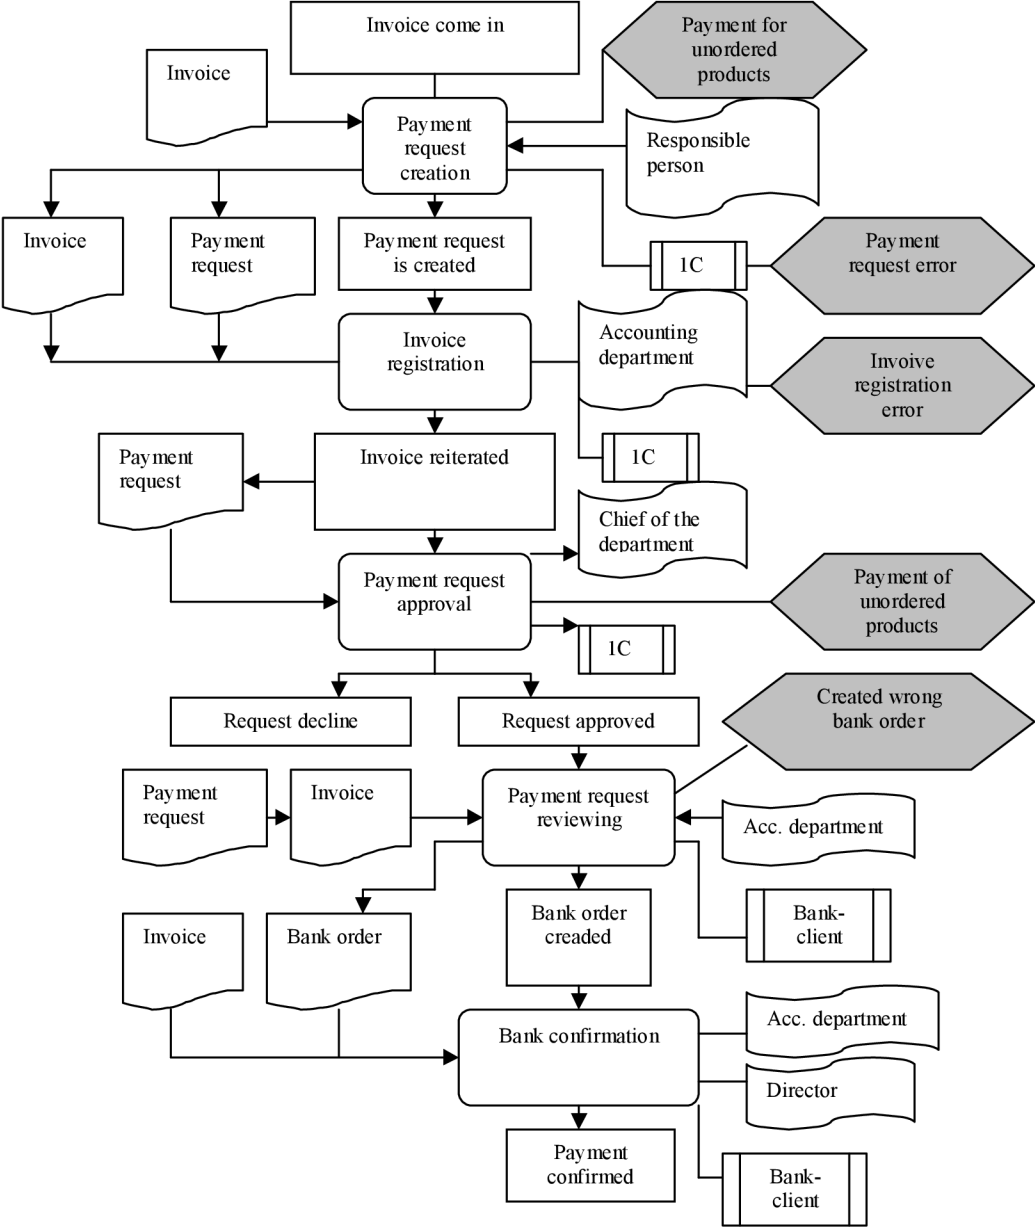 Invoice come in
Payment for
unordered
products
Invoice
Payment
request
creation
Responsible
person
Invoice
Payment
request
Payment request
is created
1C
Payment
request error
Invoice
registration
Accounting
department
Invoive
registration
error
Payment
request
Invoice reiterated
1C
Chief of the
department
Payment request
approval
Payment of
unordered
products
1C
Request decline
Request approved
Created wrong
bank order
Payment
request
Invoice
Payment request
reviewing
Acc. department
Invoice
Bank order
Bank order
creaded
Bank-
client
Bank confirmation
Acc. department
Director
Payment
confirmed
Bank-
client